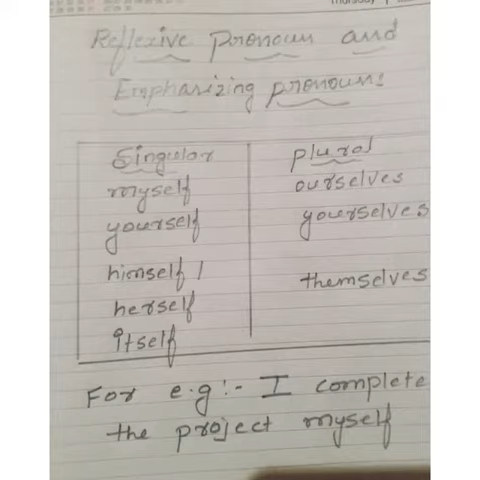 Thursday
Reflexive pronoun and
Emphasizing pronoun:
Singular plural
myself ourselves
yourself yourselves
himself / themselves
herself
itself
For e.g:- I complete
the project myself